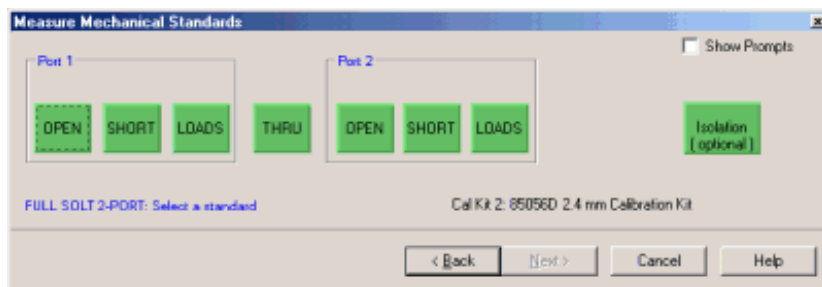 Measure Mechanical Standards
Show Prompts
Port 1
Port 2
OPEN
SHORT
LOADS
THRU
OPEN
SHORT
LOADS
Isolation
( optional )
FULL SOLT 2-PORT: Select a standard
Cal Kit 2: 85056D 2.4 mm Calibration Kit
< Back
Next >
Cancel
Help